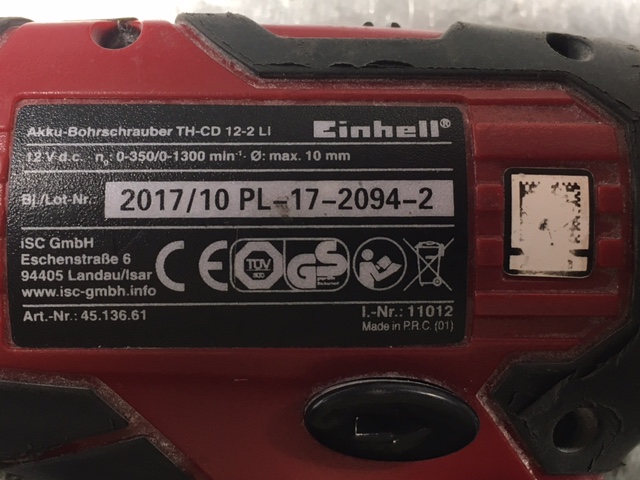 Akku-Bohrschrauber TH-CD 12-2 LI
Einhell®
12 V d.c. n₀: 0-350/0-1300 min⁻¹ · Ø: max. 10 mm
Bj./Lot-Nr.: 2017/10 PL-17-2094-2
iSC GmbH
Eschenstraße 6
94405 Landau/Isar
www.isc-gmbh.info
CE TÜV SÜD GS
Art.-Nr.: 45.136.61
I.-Nr.: 11012
Made in P.R.C. (01)